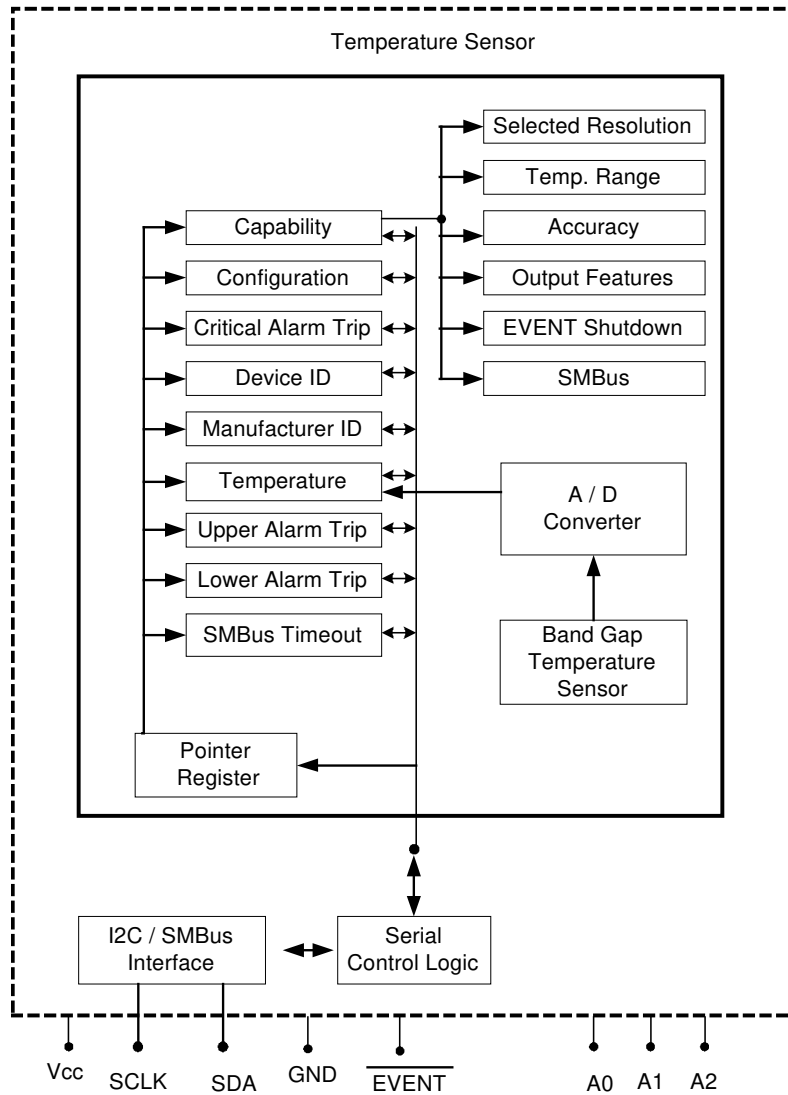 Temperature Sensor
Selected Resolution
Temp. Range
Capability
Accuracy
Configuration
Output Features
Critical Alarm Trip
EVENT Shutdown
Device ID
SMBus
Manufacturer ID
Temperature
A / D
Converter
Upper Alarm Trip
Lower Alarm Trip
SMBus Timeout
Band Gap
Temperature
Sensor
Pointer
Register
I2C / SMBus
Interface
Serial
Control Logic
Vcc
SCLK
SDA
GND
EVENT
A0
A1
A2